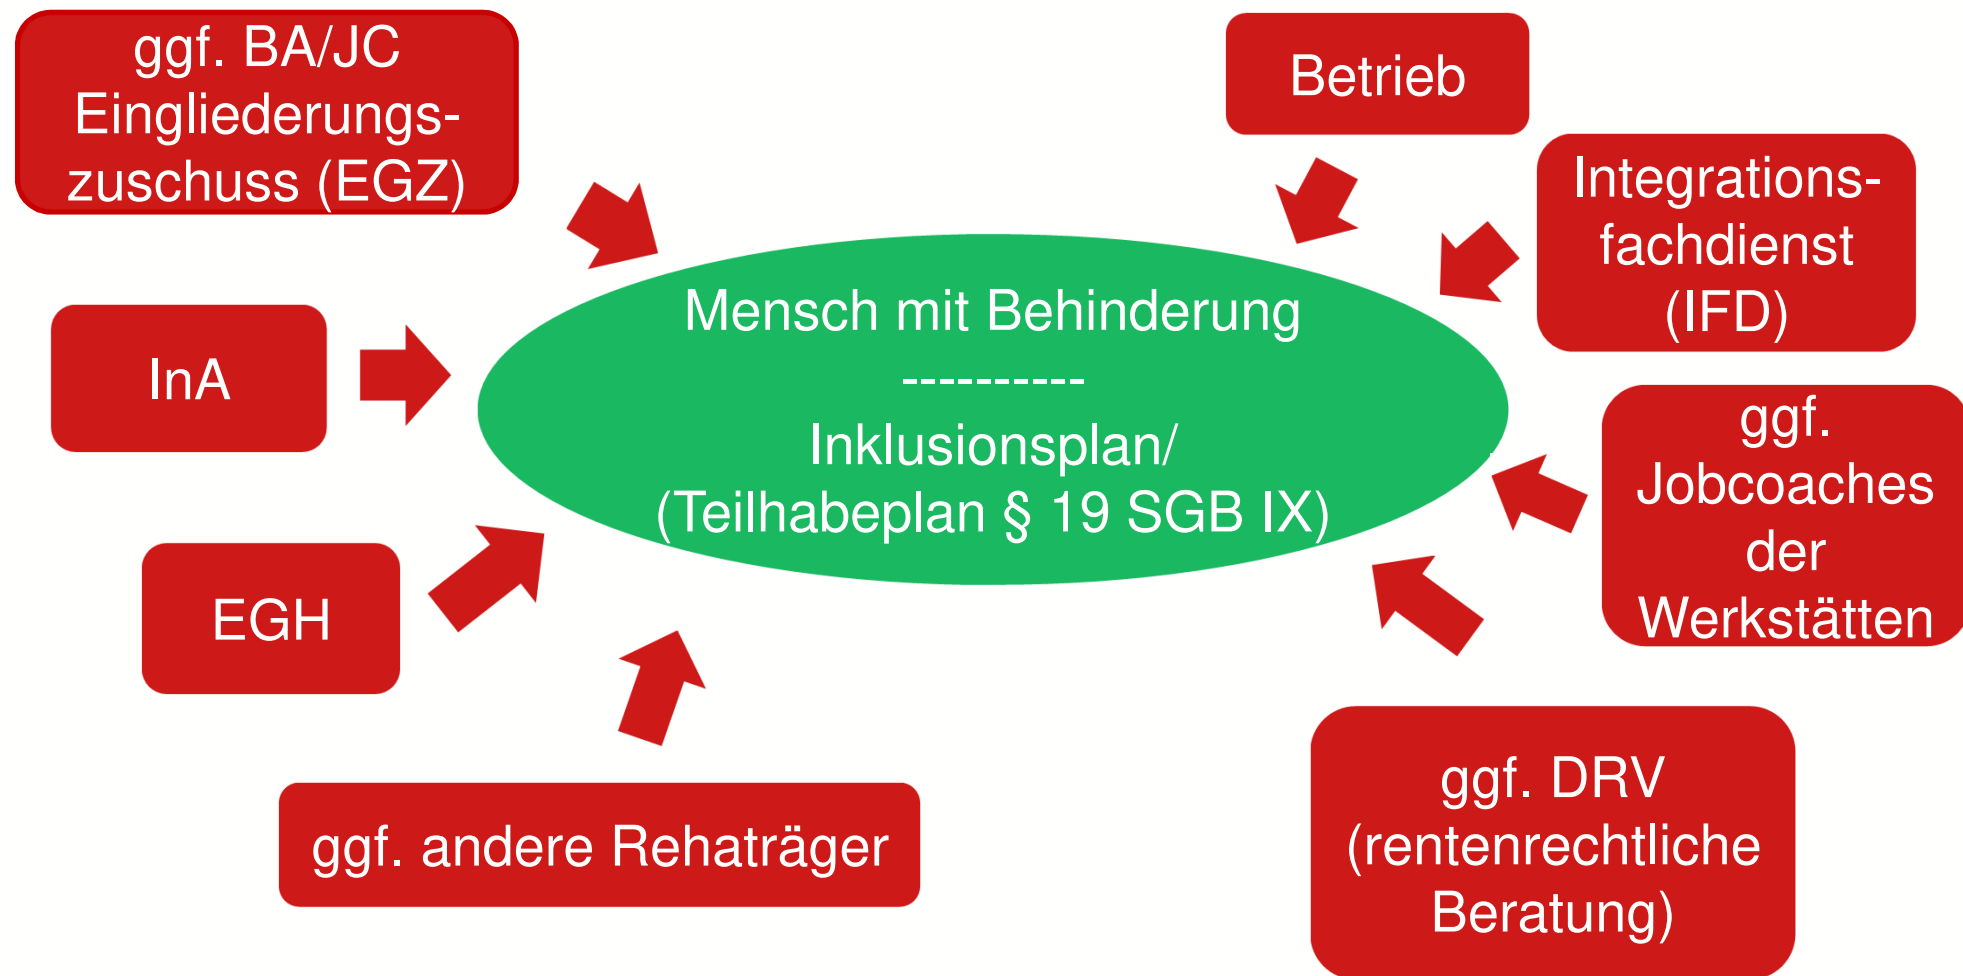 ggf. BA/JC
Eingliederungs-
zuschuss (EGZ)
Betrieb
Integrations-
fachdienst
(IFD)
Mensch mit Behinderung
----------
Inklusionsplan/
(Teilhabeplan § 19 SGB IX)
InA
ggf.
Jobcoaches
der
Werkstätten
EGH
ggf. andere Rehaträger
ggf. DRV
(rentenrechtliche
Beratung)